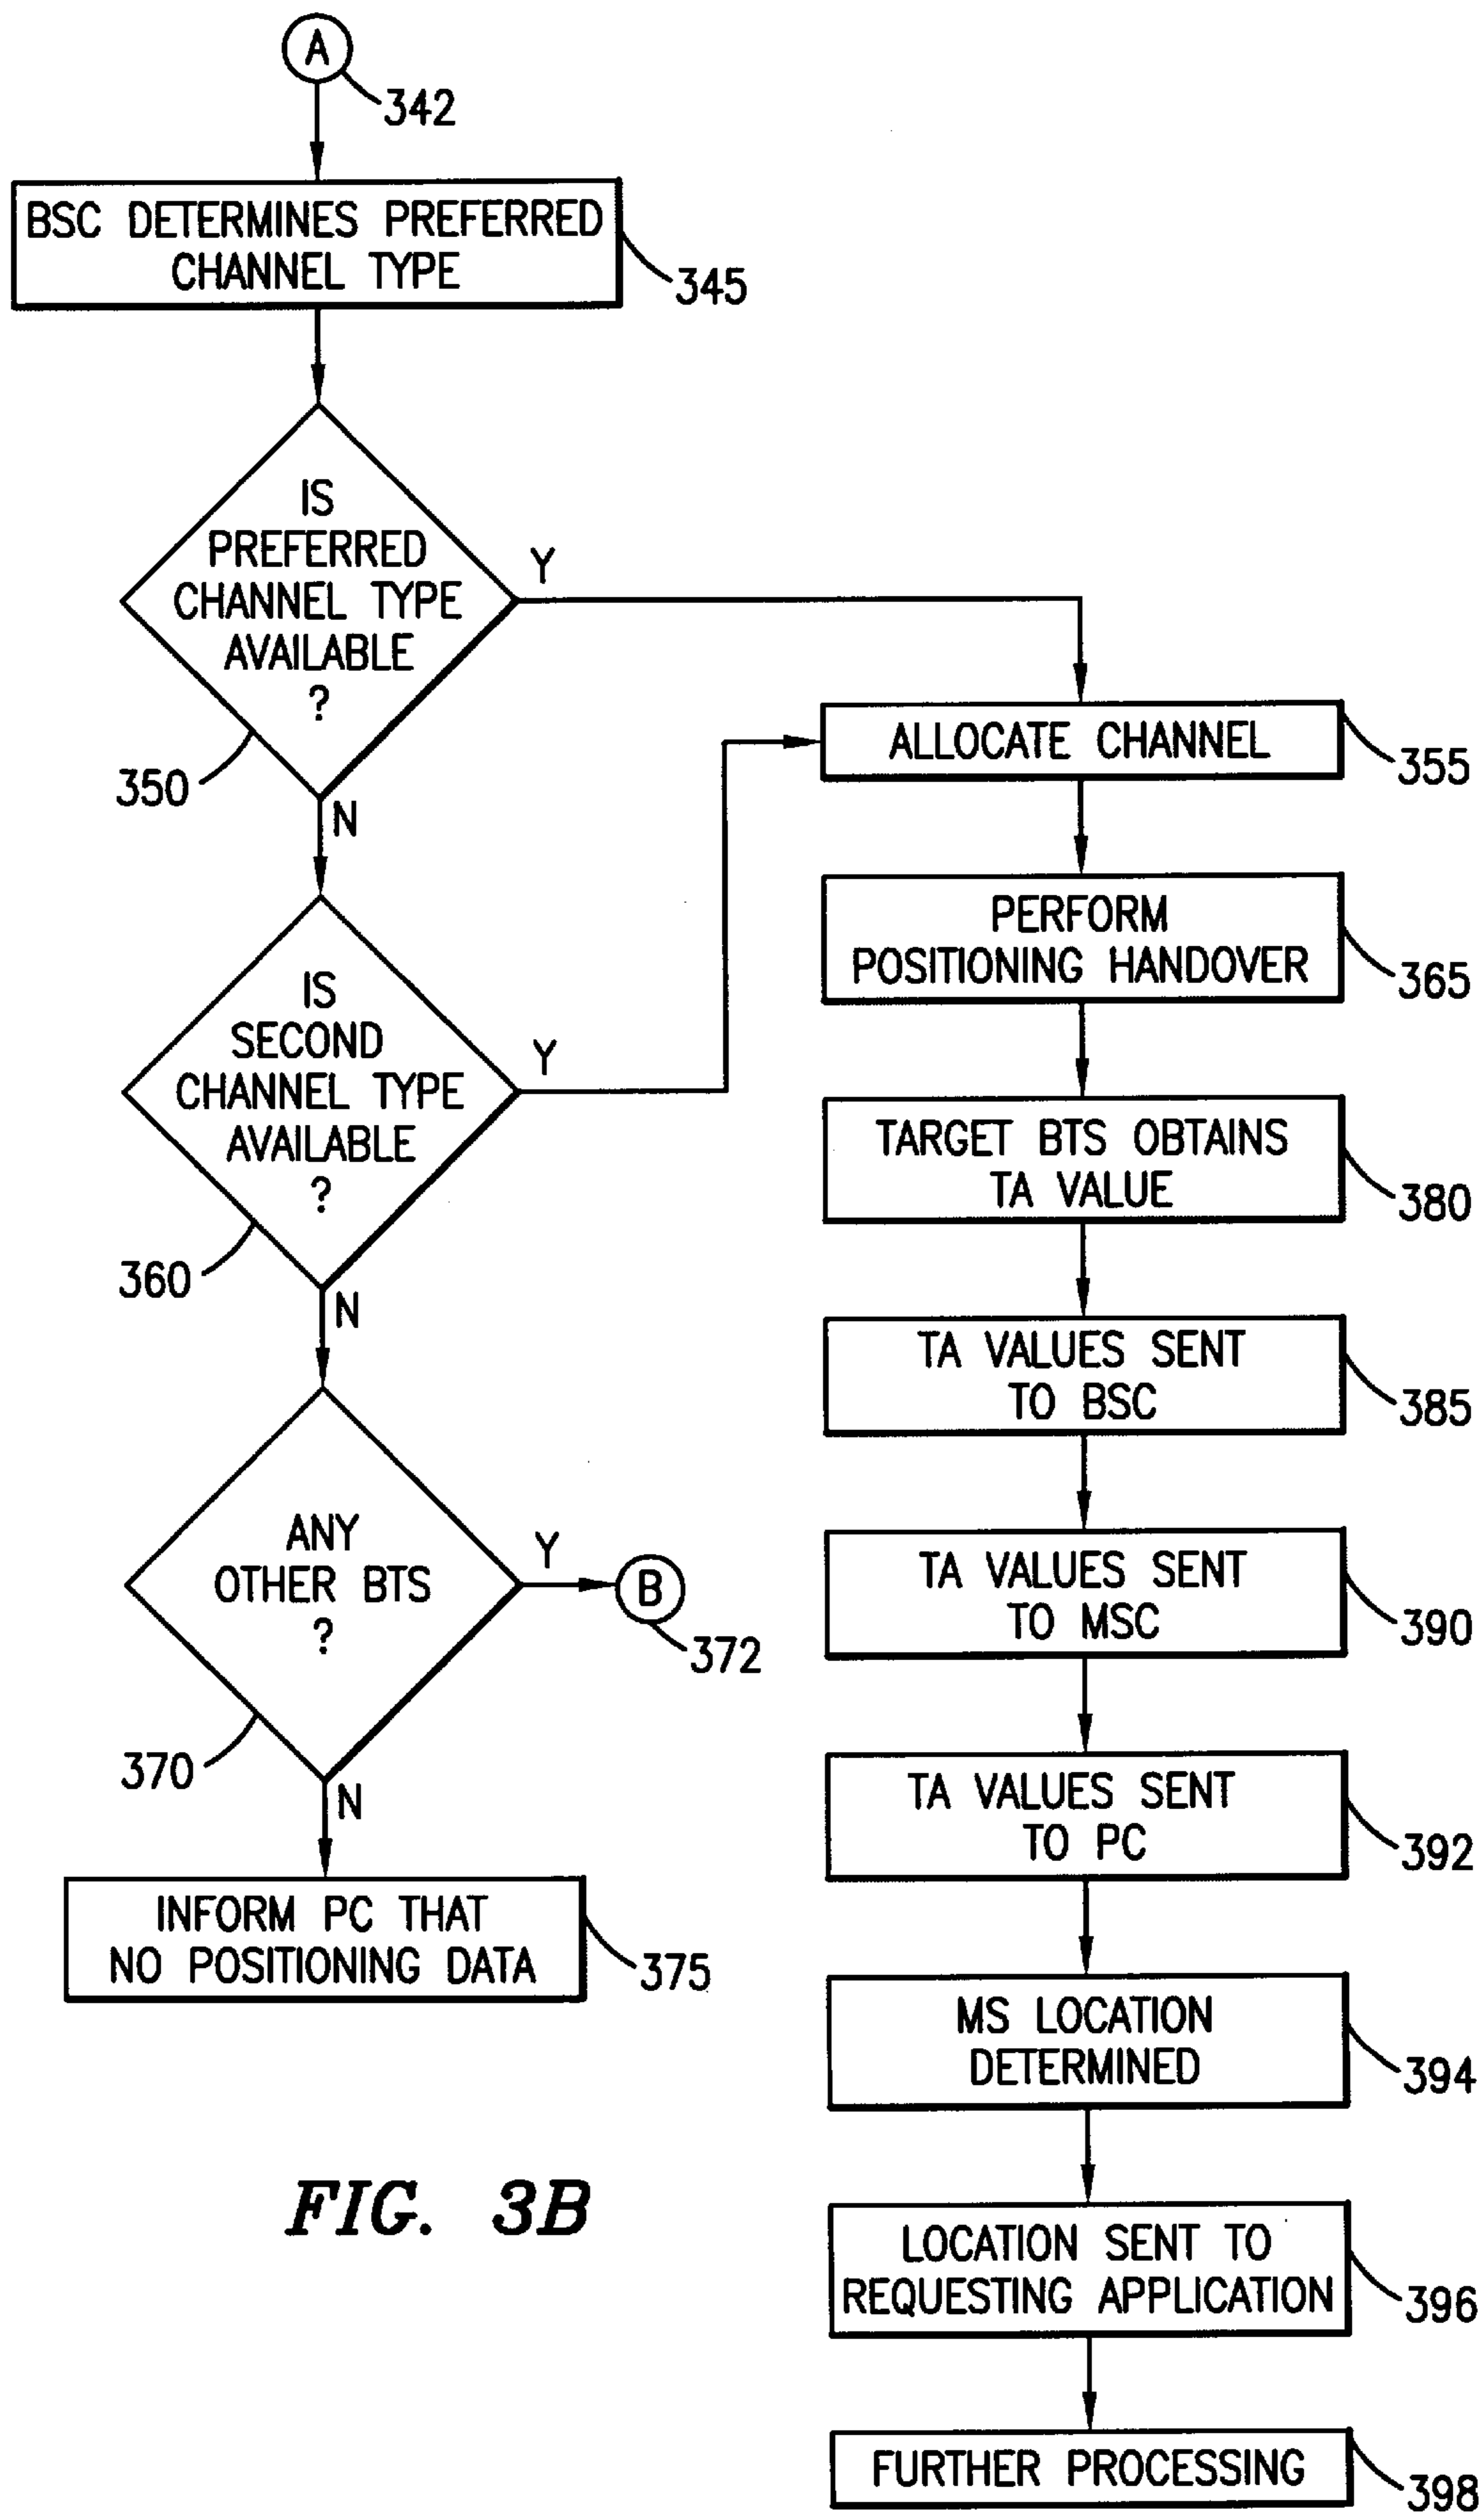 A
342
BSC DETERMINES PREFERRED
CHANNEL TYPE
345
IS
PREFERRED
CHANNEL TYPE
AVAILABLE
?
350
Y
N
ALLOCATE CHANNEL
355
PERFORM
POSITIONING HANDOVER
365
IS
SECOND
CHANNEL TYPE
AVAILABLE
?
360
Y
N
TARGET BTS OBTAINS
TA VALUE
380
TA VALUES SENT
TO BSC
385
ANY
OTHER BTS
?
370
Y
B
372
N
TA VALUES SENT
TO MSC
390
TA VALUES SENT
TO PC
392
INFORM PC THAT
NO POSITIONING DATA
375
MS LOCATION
DETERMINED
394
LOCATION SENT TO
REQUESTING APPLICATION
396
FURTHER PROCESSING
398
FIG. 3B